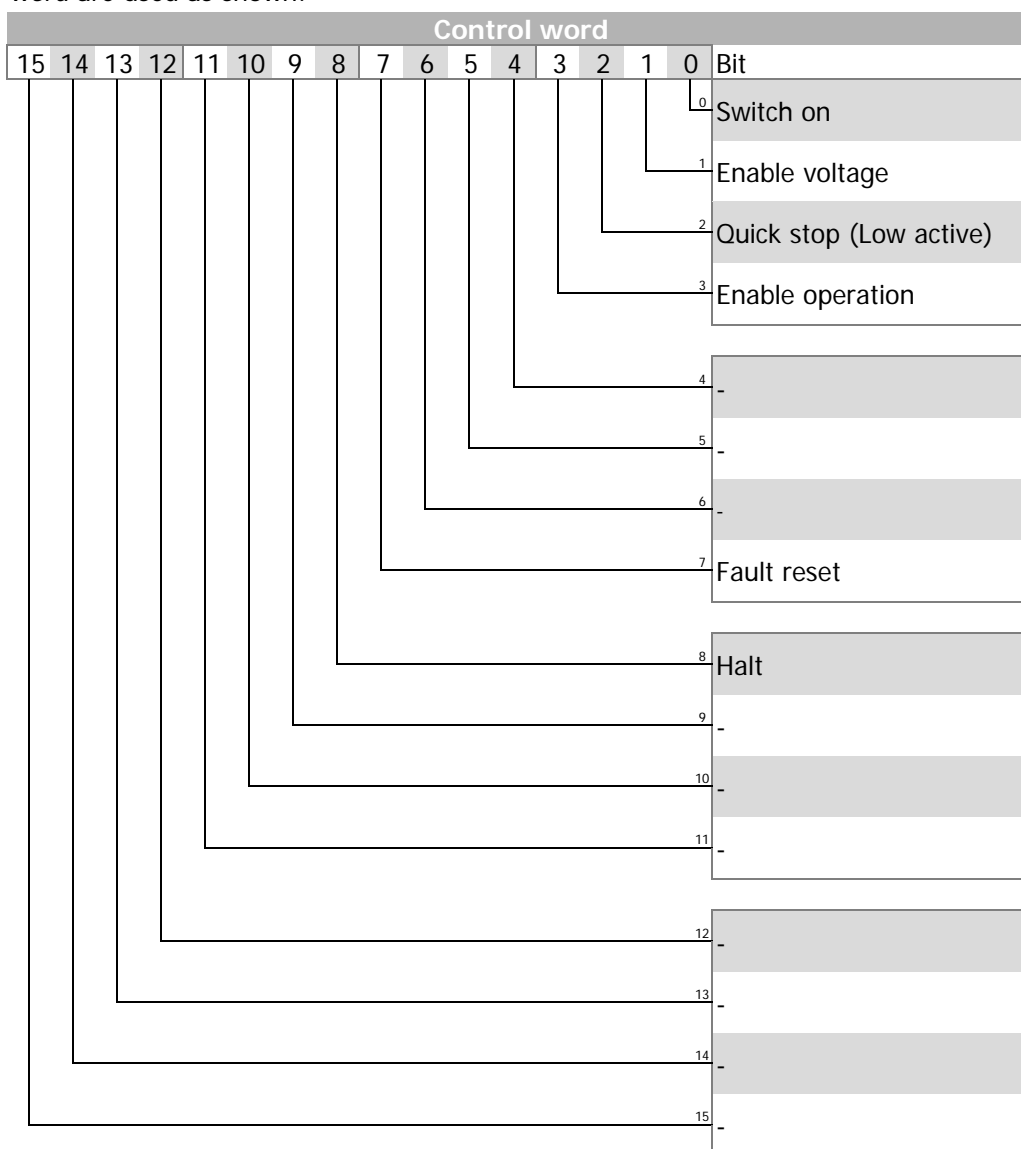 word are used as shown.
Control word
15 14 13 12 11 10 9 8 7 6 5 4 3 2 1 0 Bit
0 Switch on
1 Enable voltage
2 Quick stop (Low active)
3 Enable operation
4 -
5 -
6 -
7 Fault reset
8 Halt
9 -
10 -
11 -
12 -
13 -
14 -
15 -